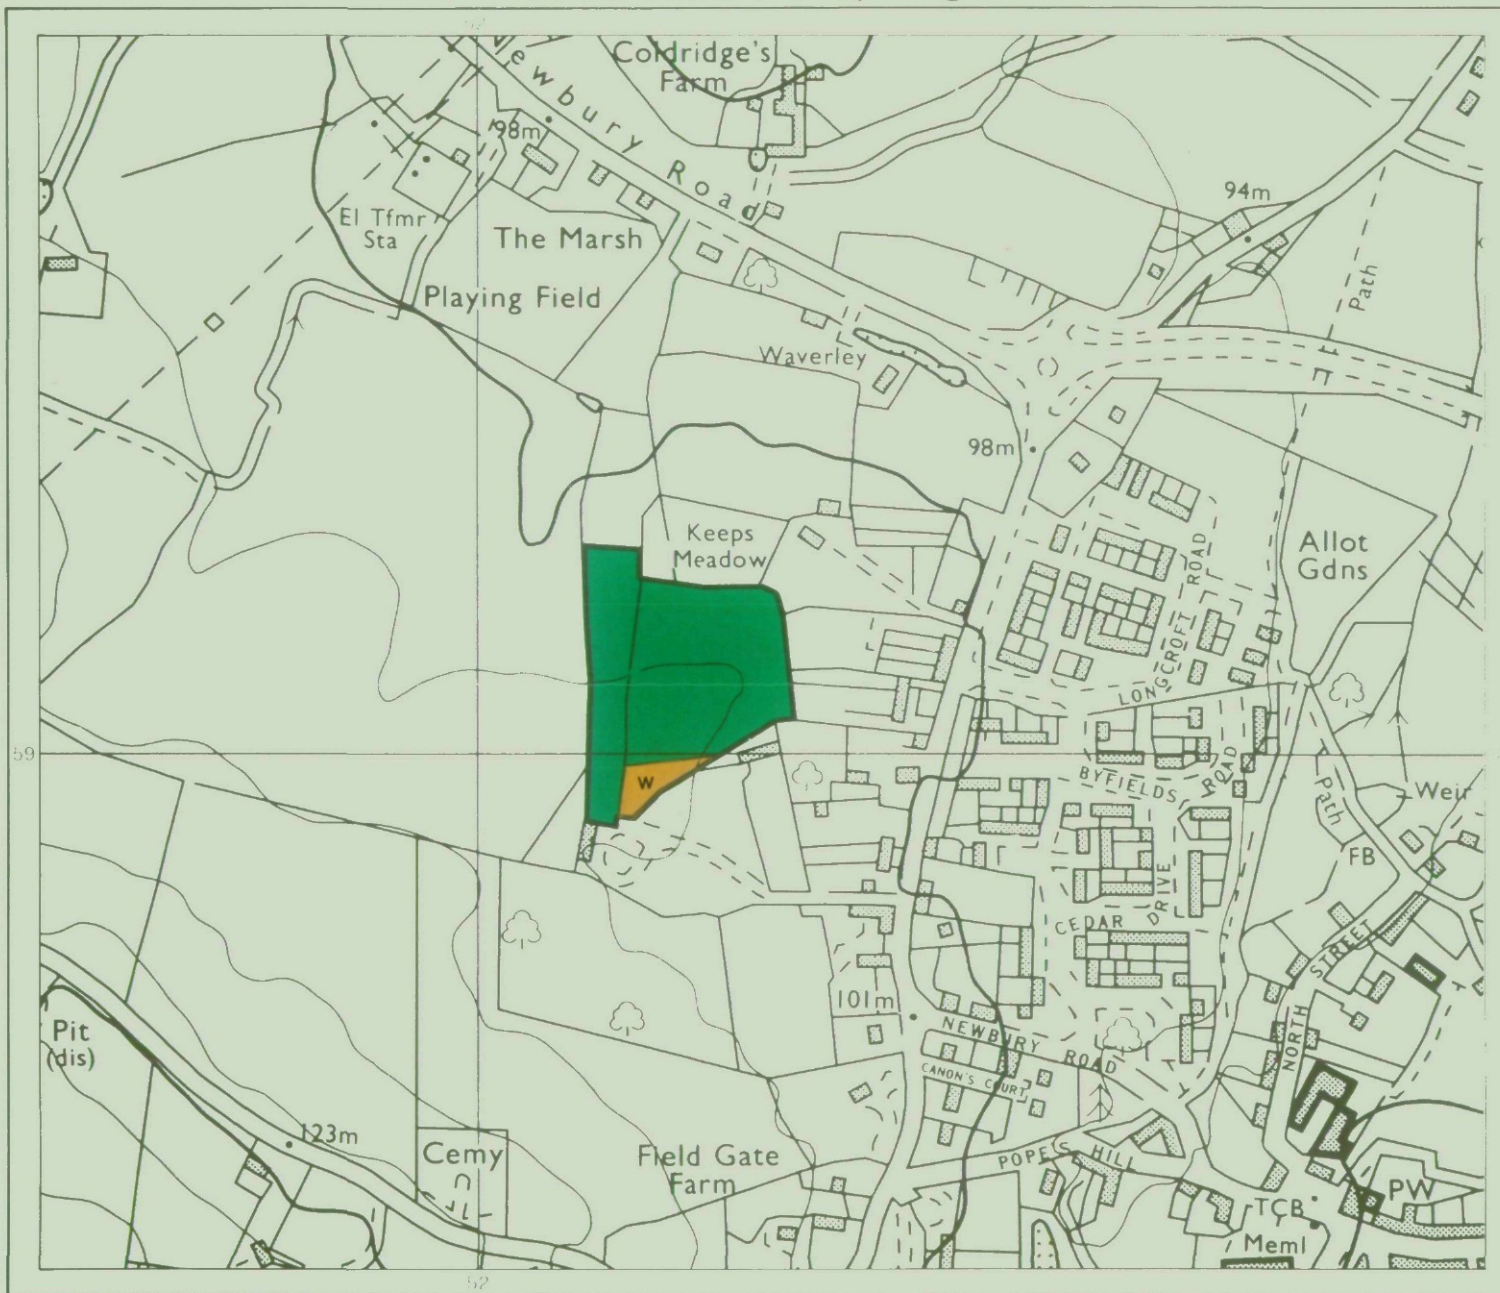 52
Coldridge's
Farm
Newbury Road
98m
94m
El Tfmr
Sta
The Marsh
Playing Field
Path
Waverley
98m
Keeps
Meadow
LONGCROFT ROAD
Allot
Gdns
59
W
BYFIELDS ROAD
Path
Weir
FB
CEDAR DRIVE
NORTH STREET
101m
NEWBURY ROAD
CANON'S COURT
Pit
(dis)
123m
Cemy
Field Gate
Farm
POPE'S HILL
PW
TCB
Meml
52